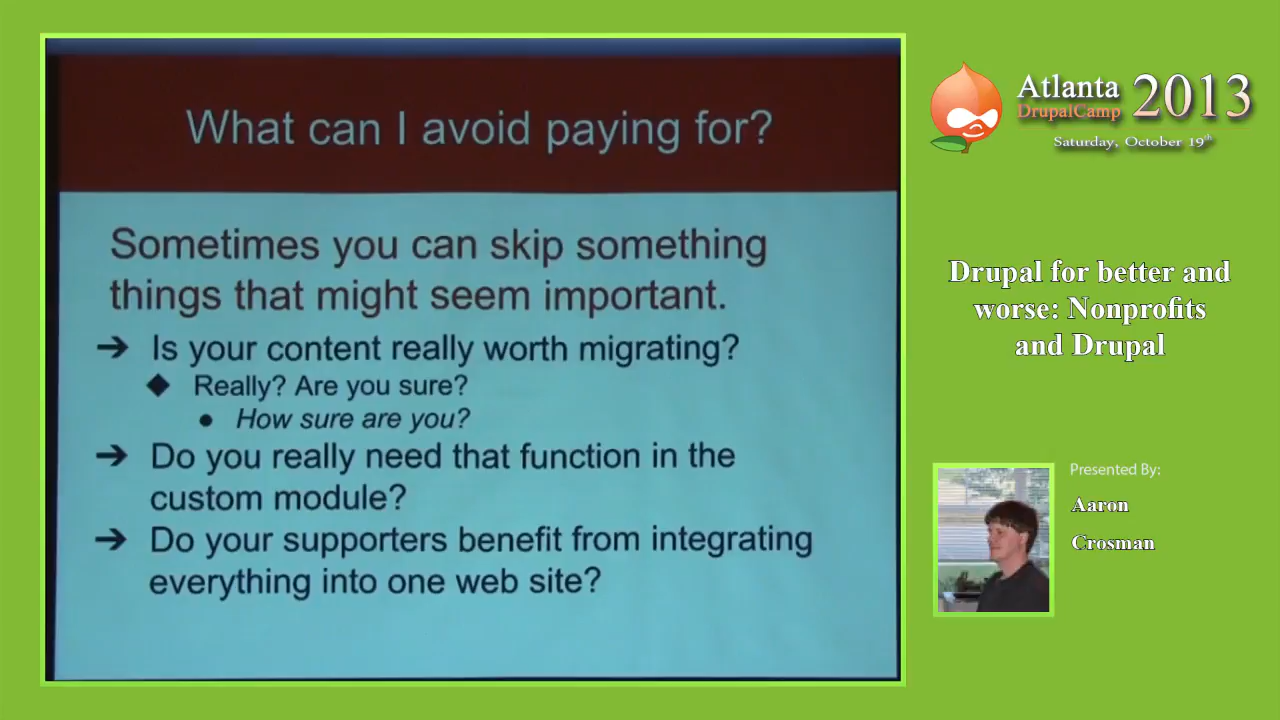 What can I avoid paying for?
Sometimes you can skip something
things that might seem important.
➔ Is your content really worth migrating?
◆ Really? Are you sure?
● How sure are you?
➔ Do you really need that function in the
custom module?
➔ Do your supporters benefit from integrating
everything into one web site?
Atlanta
DrupalCamp
2013
Saturday, October 19th
Drupal for better and
worse: Nonprofits
and Drupal
Presented By:
Aaron
Crosman